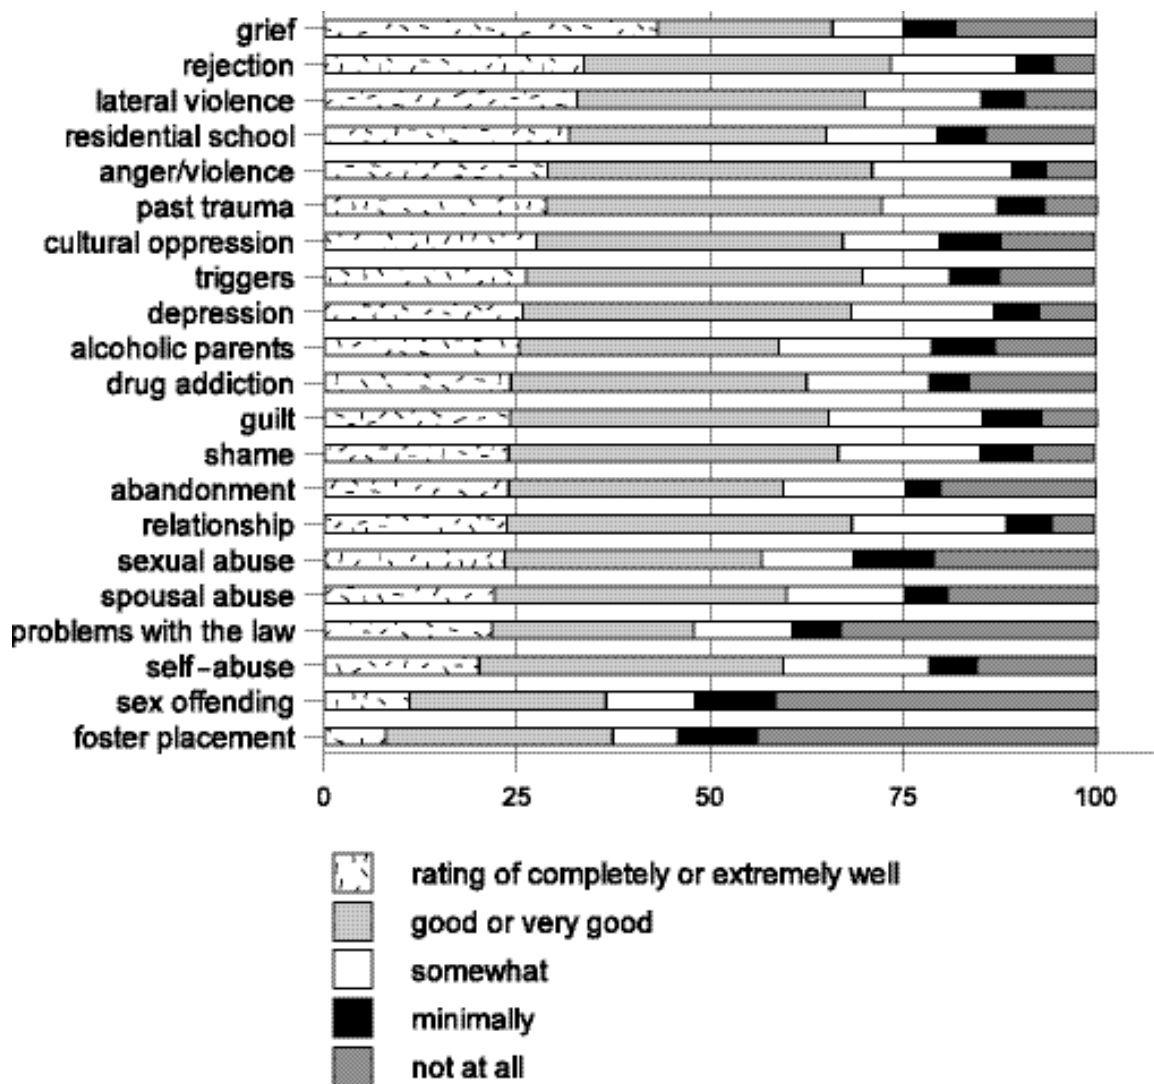 grief
rejection
lateral violence
residential school
anger/violence
past trauma
cultural oppression
triggers
depression
alcoholic parents
drug addiction
guilt
shame
abandonment
relationship
sexual abuse
spousal abuse
problems with the law
self-abuse
sex offending
foster placement
0 25 50 75 100
rating of completely or extremely well
good or very good
somewhat
minimally
not at all